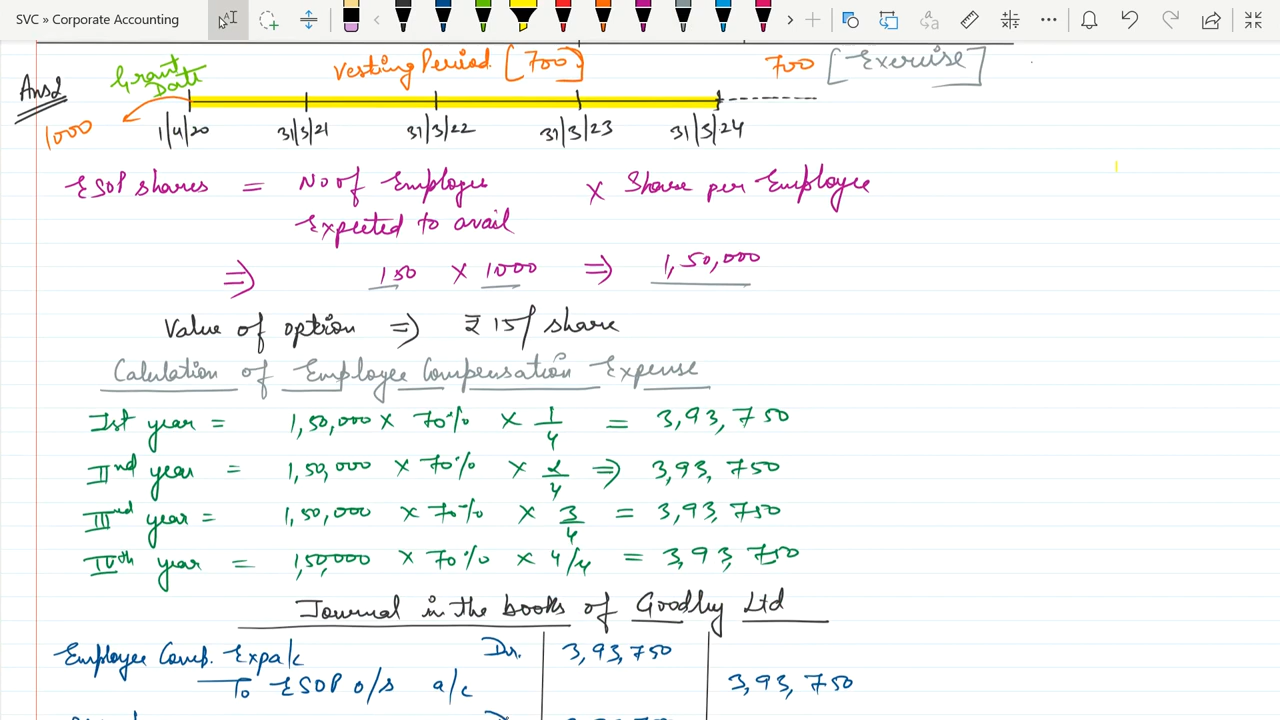 SVC » Corporate Accounting
Ans2 Grant Date Vesting Period [700] 700 [Exercise]
1000 1/4/20 31/3/21 31/3/22 31/3/23 31/3/24
ESOP shares = No of Employee × Share per Employee
Expected to avail
⇒ 150 × 1000 ⇒ 1,50,000
Value of option ⇒ ₹ 15/ share
Calulation of Employee Compensation Expense
Ist year = 1,50,000 × 70% × 1/4 = 3,93,750
IInd year = 1,50,000 × 70% × 2/4 ⇒ 3,93,750
IIIrd year = 1,50,000 × 70% × 3/4 = 3,93,750
IVth year = 1,50,000 × 70% × 4/4 = 3,93,750
Journal in the books of Goodluy Ltd
Employee Comp. Exp a/c Dr. 3,93,750
To ESOP o/s a/c 3,93,750